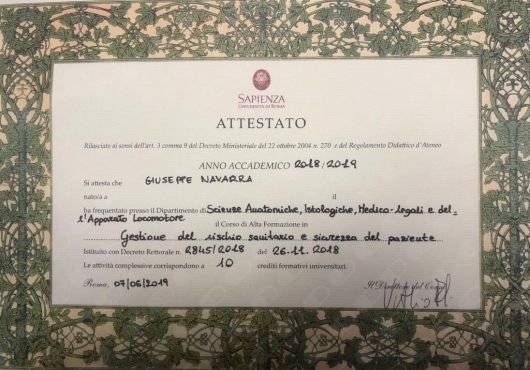 SAPIENZA
UNIVERSITÀ DI ROMA
ATTESTATO
Rilasciato ai sensi dell'art. 3 comma 9 del Decreto Ministeriale del 22 ottobre 2004 n. 270 e del Regolamento Didattico d'Ateneo
ANNO ACCADEMICO 2018/2019
Si attesta che GIUSEPPE NAVARRA
nato/a a il
ha frequentato presso il Dipartimento di Scienze Anatomiche, Istologiche, Medico-legali e del=
l'Apparato Locomotore
il Corso di Alta Formazione in
Gestione del rischio sanitario e sicurezza del paziente
Istituito con Decreto Rettorale n. 2845/2018 del 26.11.2018
Le attività complessive corrispondono a 10 crediti formativi universitari.
Roma, 07/06/2019 Il Direttore del Corso